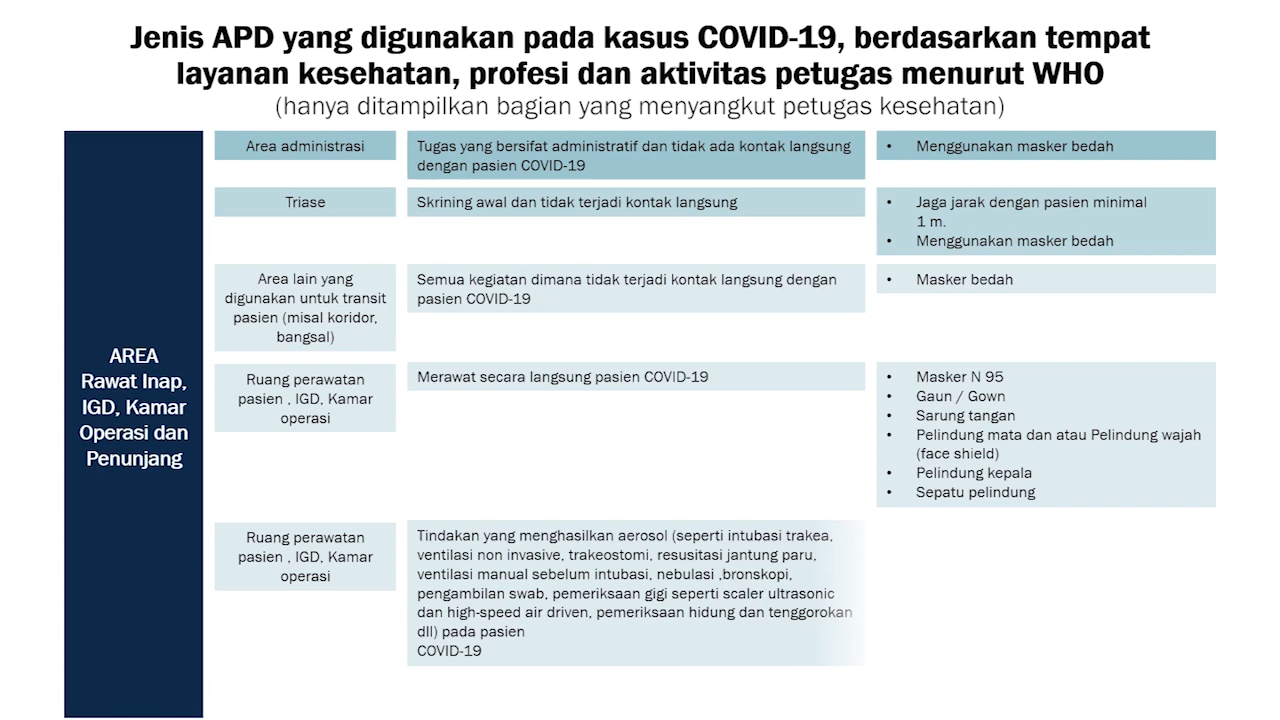 Jenis APD yang digunakan pada kasus COVID-19, berdasarkan tempat
layanan kesehatan, profesi dan aktivitas petugas menurut WHO
(hanya ditampilkan bagian yang menyangkut petugas kesehatan)
AREA
Rawat Inap,
IGD, Kamar
Operasi dan
Penunjang
Area administrasi
Tugas yang bersifat administratif dan tidak ada kontak langsung
dengan pasien COVID-19
• Menggunakan masker bedah
Triase
Skrining awal dan tidak terjadi kontak langsung
• Jaga jarak dengan pasien minimal
1 m.
• Menggunakan masker bedah
Area lain yang
digunakan untuk transit
pasien (misal koridor,
bangsal)
Semua kegiatan dimana tidak terjadi kontak langsung dengan
pasien COVID-19
• Masker bedah
Ruang perawatan
pasien , IGD, Kamar
operasi
Merawat secara langsung pasien COVID-19
• Masker N 95
• Gaun / Gown
• Sarung tangan
• Pelindung mata dan atau Pelindung wajah
(face shield)
• Pelindung kepala
• Sepatu pelindung
Ruang perawatan
pasien , IGD, Kamar
operasi
Tindakan yang menghasilkan aerosol (seperti intubasi trakea,
ventilasi non invasive, trakeostomi, resusitasi jantung paru,
ventilasi manual sebelum intubasi, nebulasi ,bronskopi,
pengambilan swab, pemeriksaan gigi seperti scaler ultrasonic
dan high-speed air driven, pemeriksaan hidung dan tenggorokan
dll) pada pasien
COVID-19